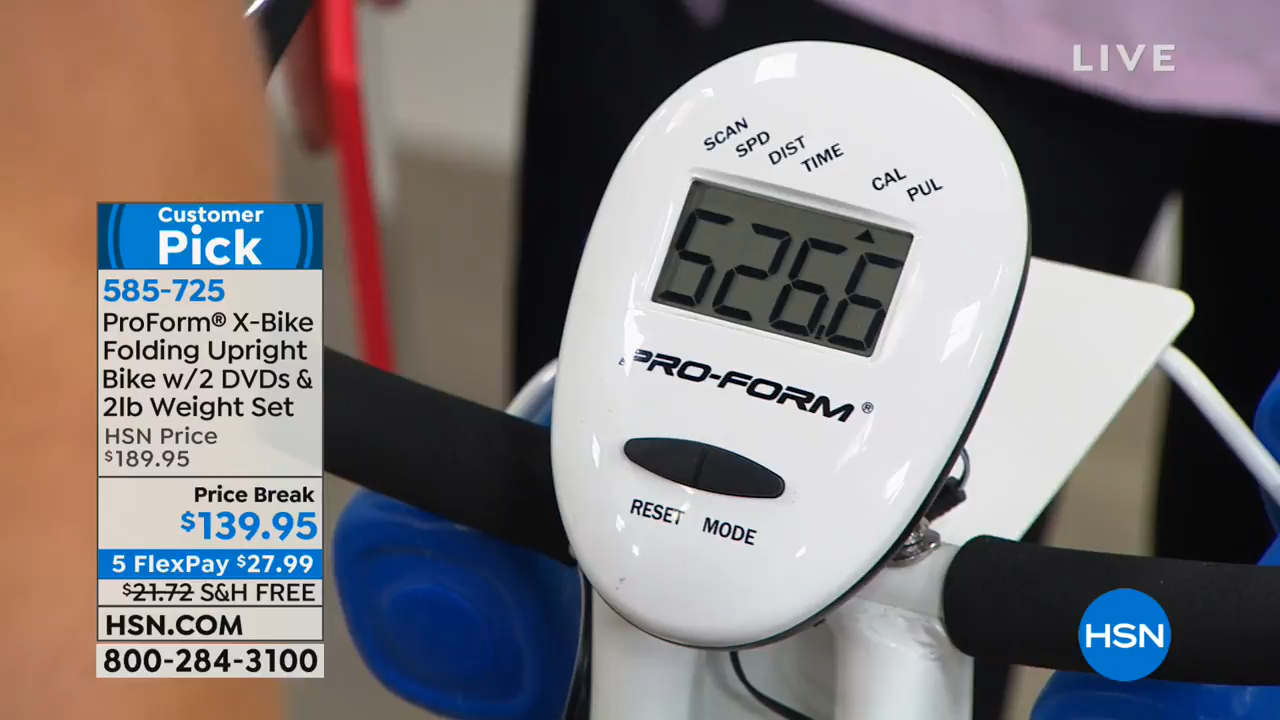 LIVE
SCAN
SPD
DIST
TIME
CAL
PUL
526.6
PRO-FORM®
RESET MODE
Customer
Pick
585-725
ProForm® X-Bike
Folding Upright
Bike w/2 DVDs &
2lb Weight Set
HSN Price
$189.95
Price Break
$139.95
5 FlexPay $27.99
$21.72 S&H FREE
HSN.COM
800-284-3100
HSN